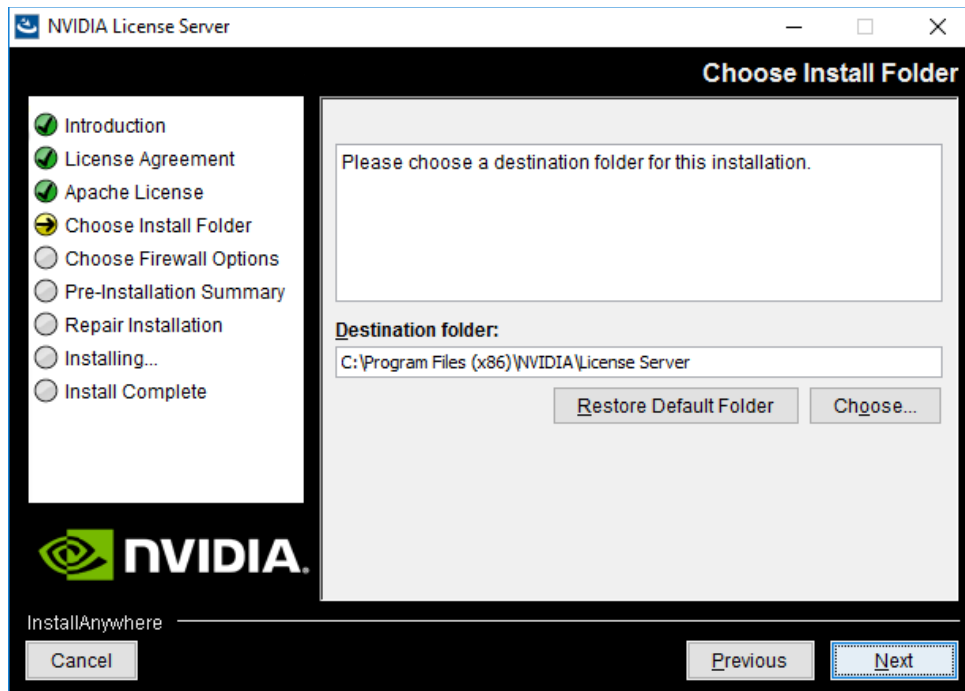 NVIDIA License Server
Choose Install Folder
Introduction
License Agreement
Apache License
Choose Install Folder
Choose Firewall Options
Pre-Installation Summary
Repair Installation
Installing...
Install Complete
Please choose a destination folder for this installation.
Destination folder:
C:\Program Files (x86)\NVIDIA\License Server
Restore Default Folder
Choose...
NVIDIA.
InstallAnywhere
Cancel
Previous
Next